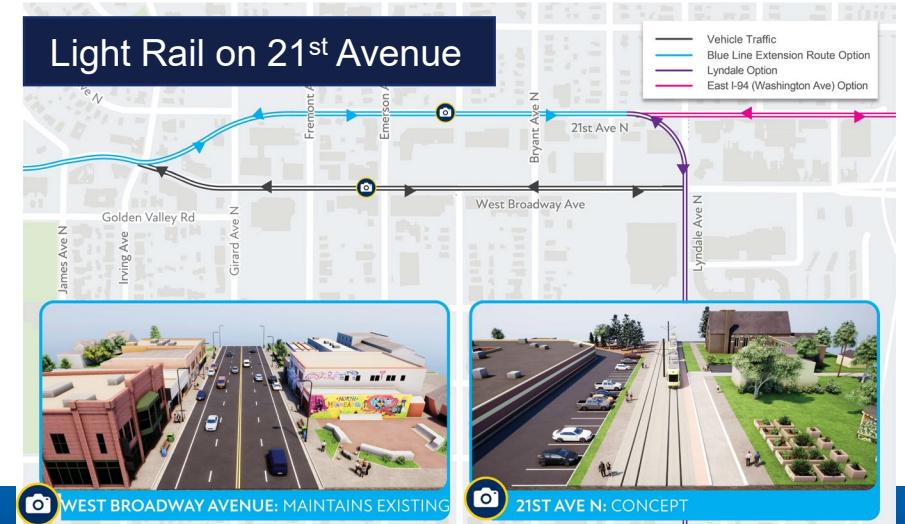 Light Rail on 21st Avenue
Vehicle Traffic
Blue Line Extension Route Option
Lyndale Option
East I-94 (Washington Ave) Option
Ave N
Fremont A
Emerson A
Bryant Ave N
21st Ave N
West Broadway Ave
Golden Valley Rd
James Ave N
Irving Ave
Girard Ave N
Lyndale Ave N
NORTH
WEST BROADWAY AVENUE: MAINTAINS EXISTING
21ST AVE N: CONCEPT